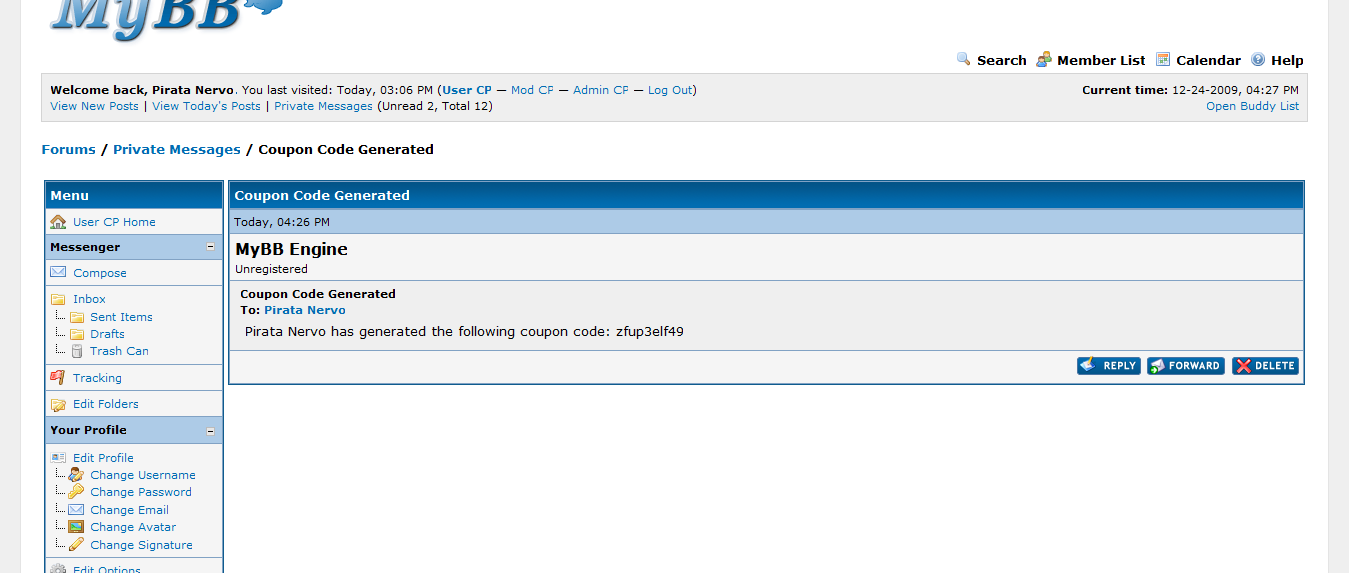 MyBB
Search Member List Calendar Help
Welcome back, Pirata Nervo. You last visited: Today, 03:06 PM (User CP — Mod CP — Admin CP — Log Out)
Current time: 12-24-2009, 04:27 PM
View New Posts | View Today's Posts | Private Messages (Unread 2, Total 12)
Open Buddy List
Forums / Private Messages / Coupon Code Generated
Menu
User CP Home
Messenger
Compose
Inbox
Sent Items
Drafts
Trash Can
Tracking
Edit Folders
Your Profile
Edit Profile
Change Username
Change Password
Change Email
Change Avatar
Change Signature
Edit Options
Coupon Code Generated
Today, 04:26 PM
MyBB Engine
Unregistered
Coupon Code Generated
To: Pirata Nervo
Pirata Nervo has generated the following coupon code: zfup3elf49
REPLY FORWARD DELETE